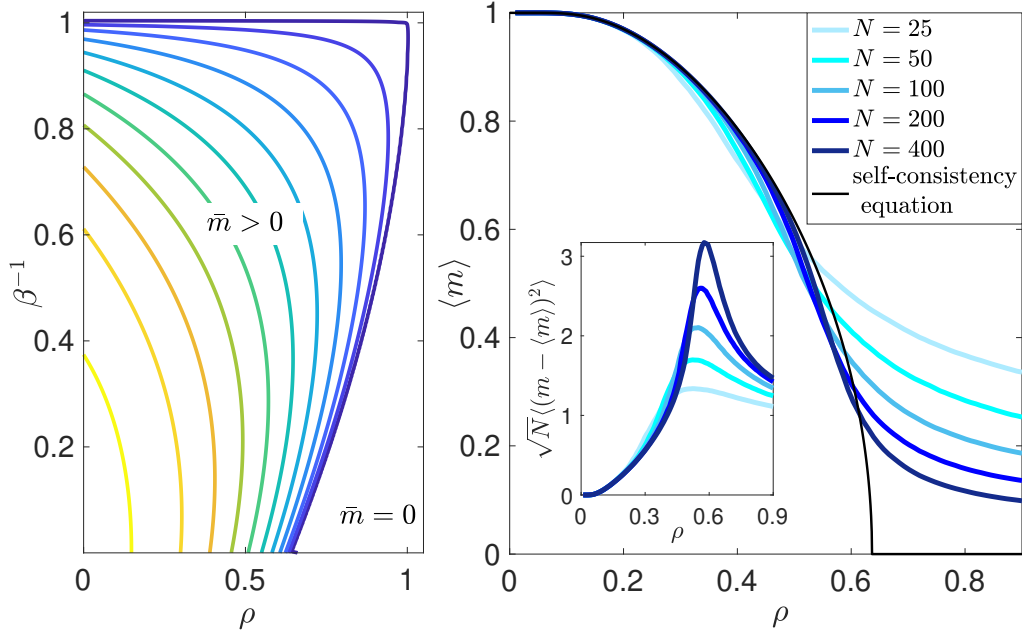 1
0.8
0.6
0.4
0.2
0
0.5
1
β⁻¹
ρ
m̄ > 0
m̄ = 0
1
0.8
0.6
0.4
0.2
0
0
0.2
0.4
0.6
0.8
⟨m⟩
ρ
N = 25
N = 50
N = 100
N = 200
N = 400
self-consistency
equation
3
2
1
0
0
0.3
0.6
0.9
√N⟨(m − ⟨m⟩)²⟩
ρ